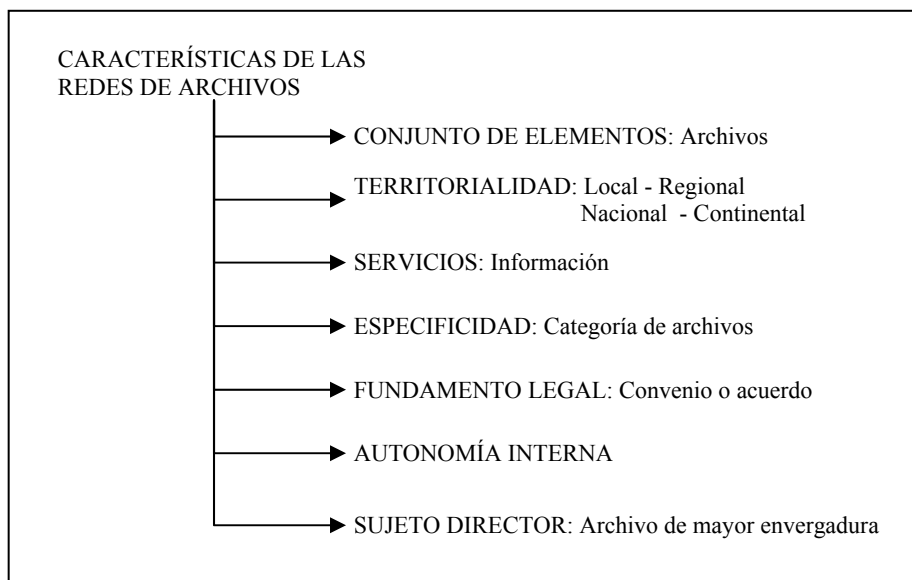 CARACTERÍSTICAS DE LAS
REDES DE ARCHIVOS
CONJUNTO DE ELEMENTOS: Archivos
TERRITORIALIDAD: Local - Regional
Nacional - Continental
SERVICIOS: Información
ESPECIFICIDAD: Categoría de archivos
FUNDAMENTO LEGAL: Convenio o acuerdo
AUTONOMÍA INTERNA
SUJETO DIRECTOR: Archivo de mayor envergadura